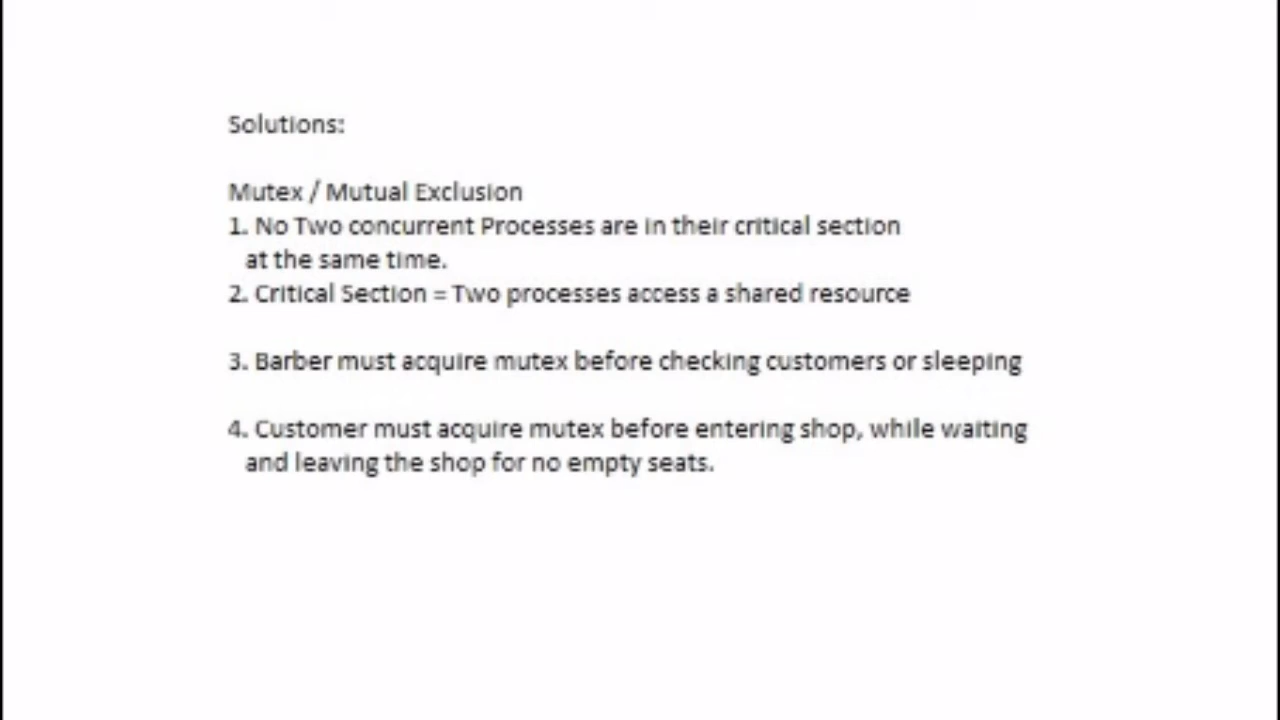 Solutions:
Mutex / Mutual Exclusion
1. No Two concurrent Processes are in their critical section
at the same time.
2. Critical Section = Two processes access a shared resource
3. Barber must acquire mutex before checking customers or sleeping
4. Customer must acquire mutex before entering shop, while waiting
and leaving the shop for no empty seats.